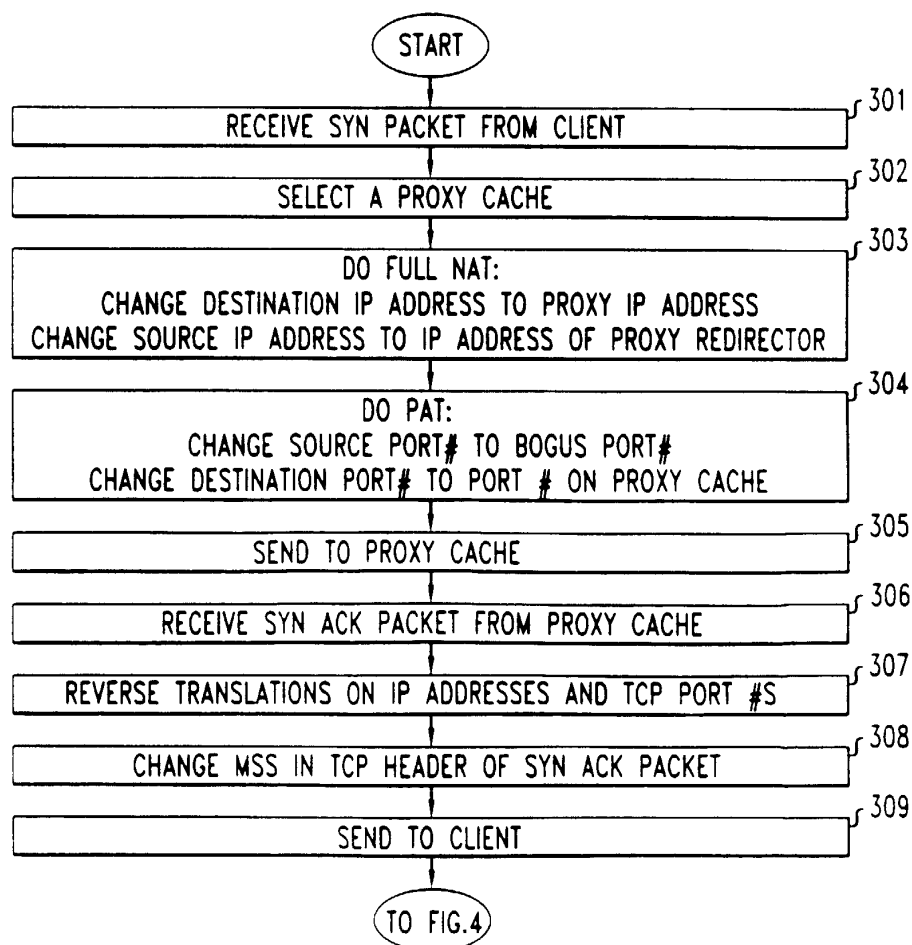 START
301
RECEIVE SYN PACKET FROM CLIENT
302
SELECT A PROXY CACHE
303
DO FULL NAT:
CHANGE DESTINATION IP ADDRESS TO PROXY IP ADDRESS
CHANGE SOURCE IP ADDRESS TO IP ADDRESS OF PROXY REDIRECTOR
304
DO PAT:
CHANGE SOURCE PORT# TO BOGUS PORT#
CHANGE DESTINATION PORT# TO PORT # ON PROXY CACHE
305
SEND TO PROXY CACHE
306
RECEIVE SYN ACK PACKET FROM PROXY CACHE
307
REVERSE TRANSLATIONS ON IP ADDRESSES AND TCP PORT #S
308
CHANGE MSS IN TCP HEADER OF SYN ACK PACKET
309
SEND TO CLIENT
TO FIG.4